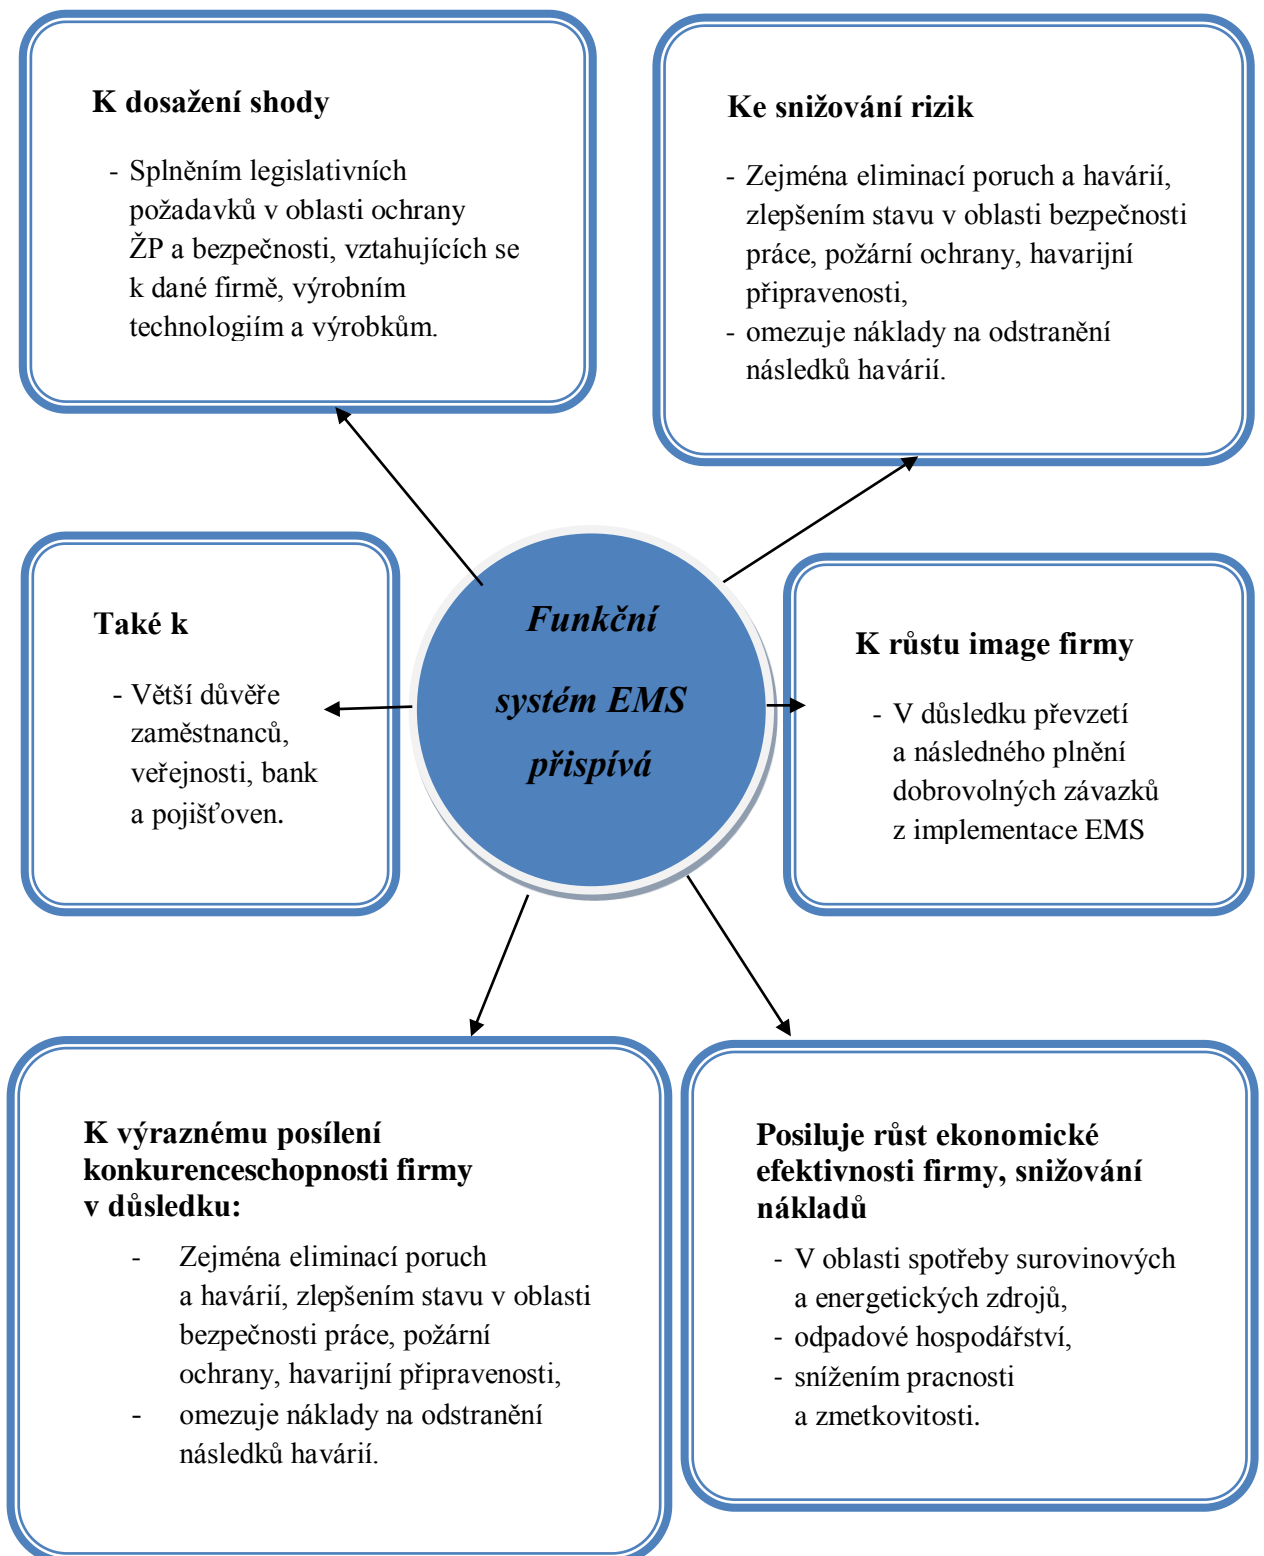 K dosažení shody
- Splněním legislativních
požadavků v oblasti ochrany
ŽP a bezpečnosti, vztahujících se
k dané firmě, výrobním
technologiím a výrobkům.
Ke snižování rizik
- Zejména eliminací poruch a havárií,
zlepšením stavu v oblasti bezpečnosti
práce, požární ochrany, havarijní
připravenosti,
- omezuje náklady na odstranění
následků havárií.
Také k
- Větší důvěře
zaměstnanců,
veřejnosti, bank
a pojišťoven.
Funkční
systém EMS
přispívá
K růstu image firmy
- V důsledku převzetí
a následného plnění
dobrovolných závazků
z implementace EMS
K výraznému posílení
konkurenceschopnosti firmy
v důsledku:
- Zejména eliminací poruch
a havárií, zlepšením stavu v oblasti
bezpečnosti práce, požární
ochrany, havarijní připravenosti,
- omezuje náklady na odstranění
následků havárií.
Posiluje růst ekonomické
efektivnosti firmy, snižování
nákladů
- V oblasti spotřeby surovinových
a energetických zdrojů,
- odpadové hospodářství,
- snížením pracnosti
a zmetkovitosti.